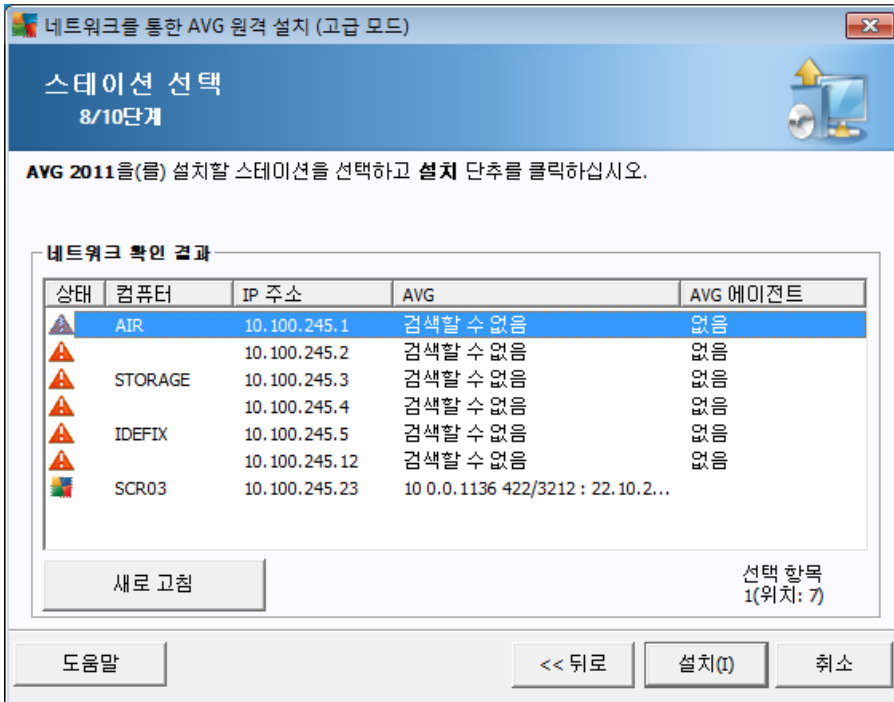 네트워크를 통한 AVG 원격 설치 (고급 모드)
스테이션 선택
8/10단계
AVG 2011을(를) 설치할 스테이션을 선택하고 설치 단추를 클릭하십시오.
네트워크 확인 결과
상태 컴퓨터 IP 주소 AVG AVG 에이전트
AIR 10.100.245.1 검색할 수 없음 없음
10.100.245.2 검색할 수 없음 없음
STORAGE 10.100.245.3 검색할 수 없음 없음
10.100.245.4 검색할 수 없음 없음
IDEFIX 10.100.245.5 검색할 수 없음 없음
10.100.245.12 검색할 수 없음 없음
SCR03 10.100.245.23 10 0.0.1136 422/3212 : 22.10.2...
새로 고침
선택 항목
1(위치: 7)
도움말 << 뒤로 설치(I) 취소